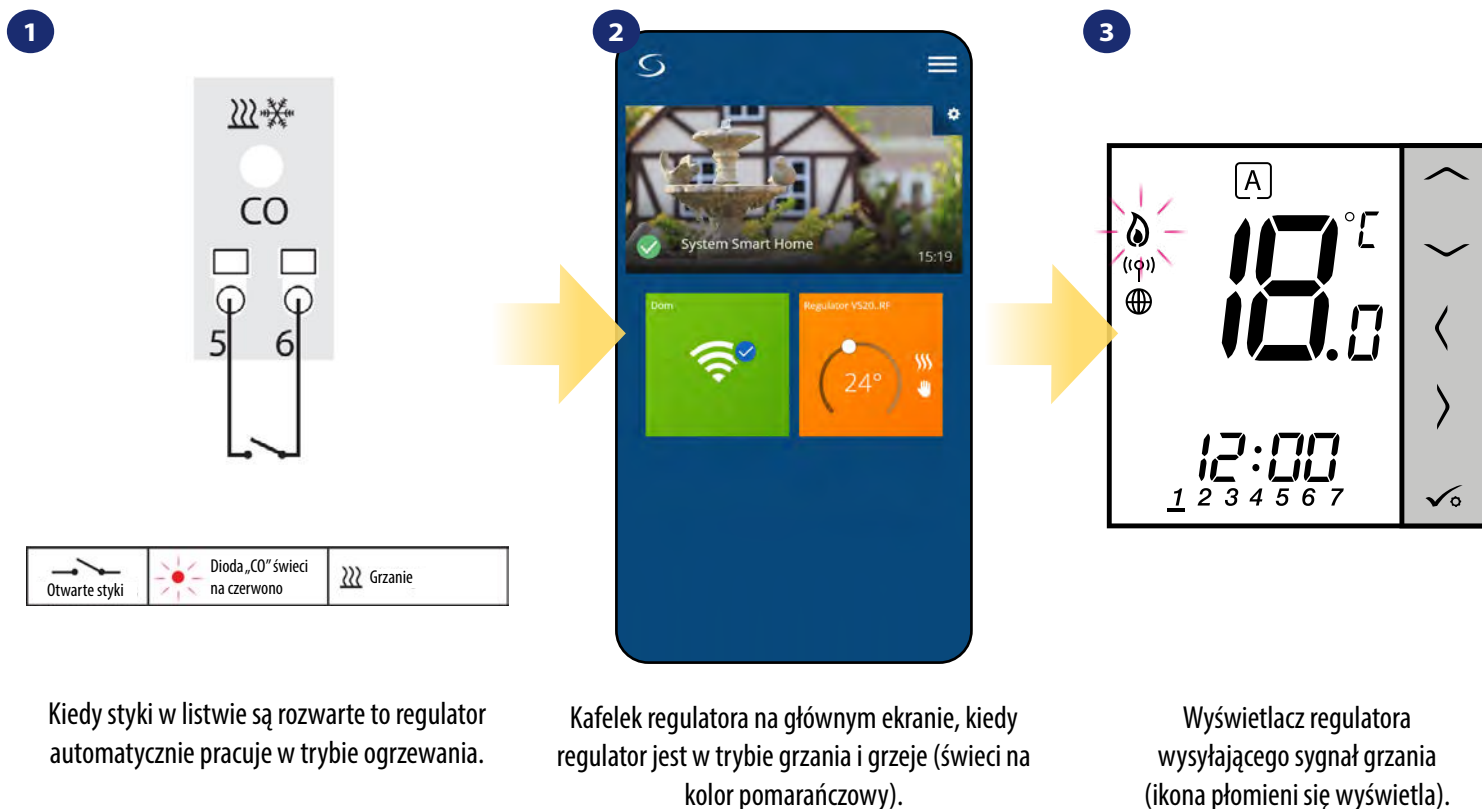 1
CO
5 6
Otwarte styki
Dioda „CO” świeci
na czerwono
Grzanie
Kiedy styki w listwie są rozwarte to regulator
automatycznie pracuje w trybie ogrzewania.
2
System Smart Home
15:19
Dom
Regulator VS20..RF
24°
Kafelek regulatora na głównym ekranie, kiedy
regulator jest w trybie grzania i grzeje (świeci na
kolor pomarańczowy).
3
A
18.0 °C
12:00
1 2 3 4 5 6 7
Wyświetlacz regulatora
wysyłającego sygnał grzania
(ikona płomieni się wyświetla).